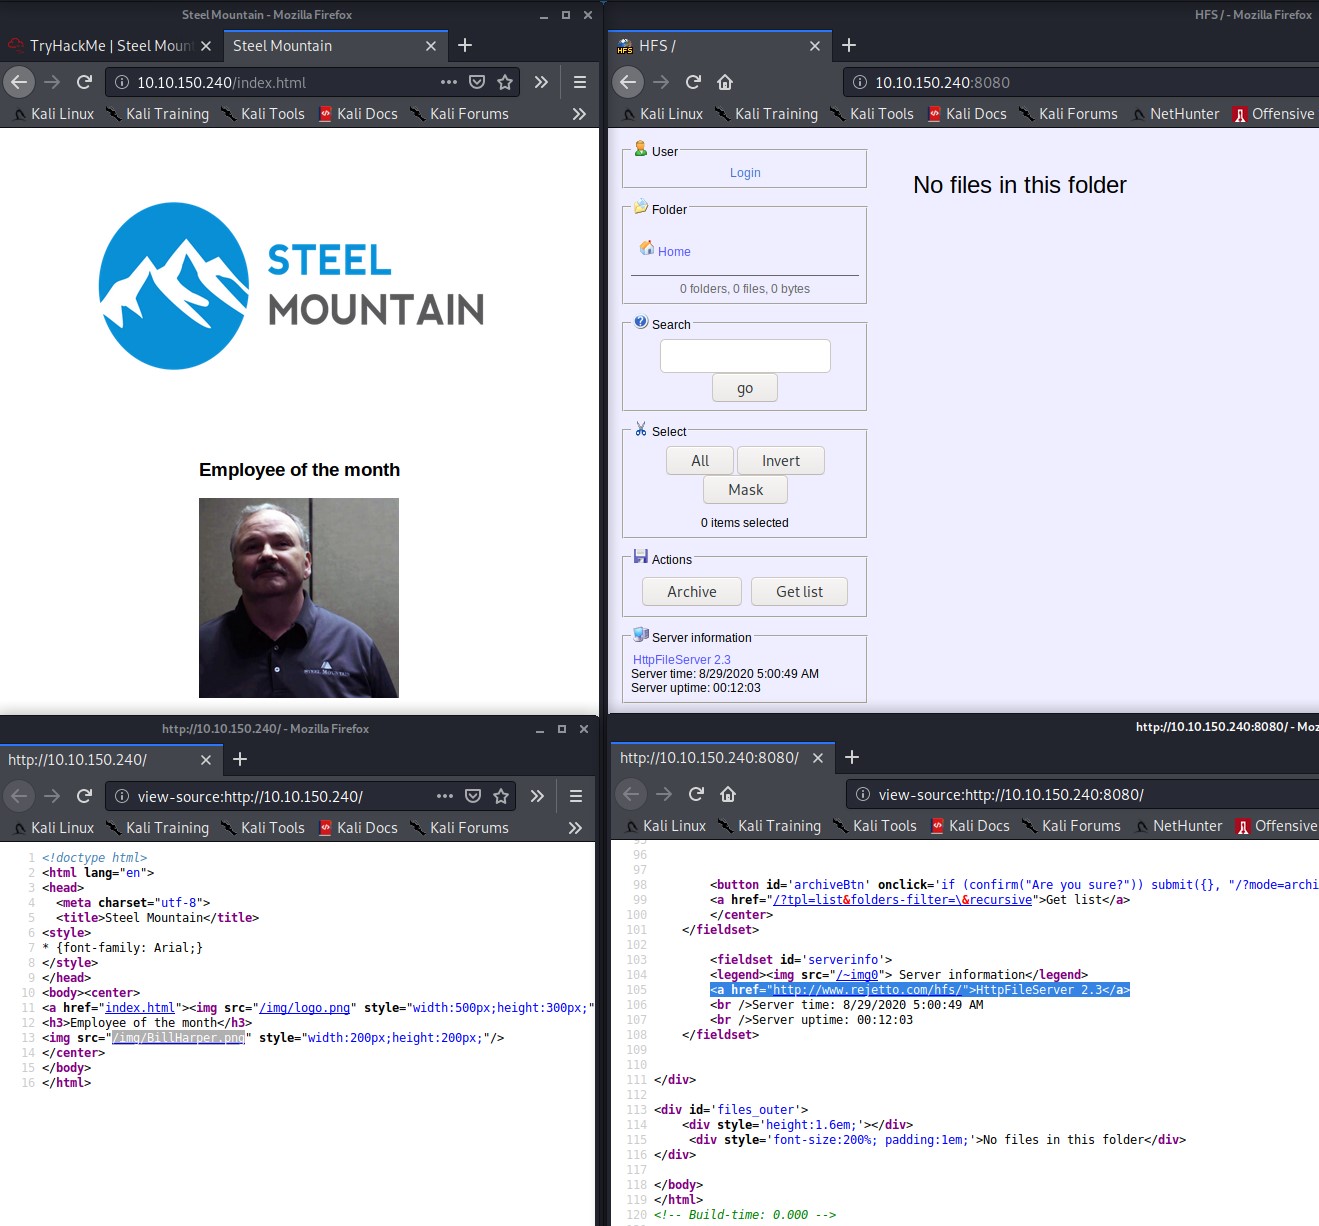 Steel Mountain - Mozilla Firefox
TryHackMe | Steel Moun
Steel Mountain
10.10.150.240/index.html
Kali Linux Kali Training Kali Tools Kali Docs Kali Forums
STEEL
MOUNTAIN
Employee of the month
HFS / - Mozilla Firefox
HFS /
10.10.150.240:8080
Kali Linux Kali Training Kali Tools Kali Docs Kali Forums NetHunter Offensive
User
Login
Folder
Home
0 folders, 0 files, 0 bytes
Search
go
Select
All Invert
Mask
0 items selected
Actions
Archive Get list
Server information
HttpFileServer 2.3
Server time: 8/29/2020 5:00:49 AM
Server uptime: 00:12:03
No files in this folder
http://10.10.150.240/ - Mozilla Firefox
http://10.10.150.240/
view-source:http://10.10.150.240/
Kali Linux Kali Training Kali Tools Kali Docs Kali Forums
1 <!doctype html>
2 <html lang="en">
3 <head>
4 <meta charset="utf-8">
5 <title>Steel Mountain</title>
6 <style>
7 * {font-family: Arial;}
8 </style>
9 </head>
10 <body><center>
11 <a href="index.html"><img src="/img/logo.png" style="width:500px;height:300px;"
12 <h3>Employee of the month</h3>
13 <img src="/img/BillHarper.png" style="width:200px;height:200px;"/>
14 </center>
15 </body>
16 </html>
http://10.10.150.240:8080/ - Moz
http://10.10.150.240:8080/
view-source:http://10.10.150.240:8080/
Kali Linux Kali Training Kali Tools Kali Docs Kali Forums NetHunter Offensive
95
96
97
98 <button id='archiveBtn' onclick='if (confirm("Are you sure?")) submit({}, "/?mode=archi
99 <a href="/?tpl=list&folders-filter=\&recursive">Get list</a>
100 </center>
101 </fieldset>
102
103 <fieldset id='serverinfo'>
104 <legend><img src="/~img0"> Server information</legend>
105 <a href="http://www.rejetto.com/hfs/">HttpFileServer 2.3</a>
106 <br />Server time: 8/29/2020 5:00:49 AM
107 <br />Server uptime: 00:12:03
108 </fieldset>
109
110
111 </div>
112
113 <div id='files_outer'>
114 <div style='height:1.6em;'></div>
115 <div style='font-size:200%; padding:1em;'>No files in this folder</div>
116 </div>
117
118 </body>
119 </html>
120 <!-- Build-time: 0.000 -->